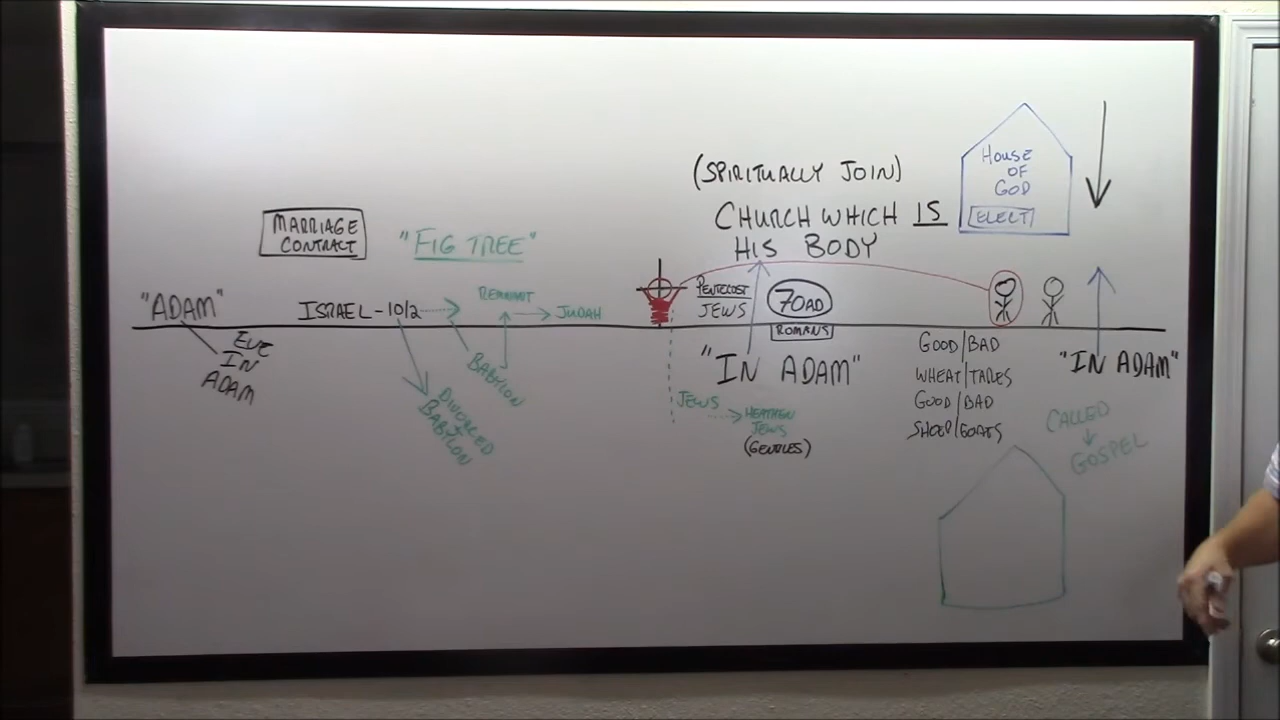 MARRIAGE
CONTRACT
"FIG TREE"
"ADAM"
EVE
IN
ADAM
ISRAEL - 10/2
REMNANT
JUDAH
BABYLON
DIVORCED
BABYLON
(SPIRITUALLY JOIN)
CHURCH WHICH IS
HIS BODY
PENTECOST
JEWS
70AD
ROMANS
"IN ADAM"
JEWS
HEATHEN
JEWS
(GENTILES)
HOUSE
OF
GOD
ELECT
GOOD/BAD
WHEAT/TARES
GOOD/BAD
SHEEP/GOATS
"IN ADAM"
CALLED
GOSPEL